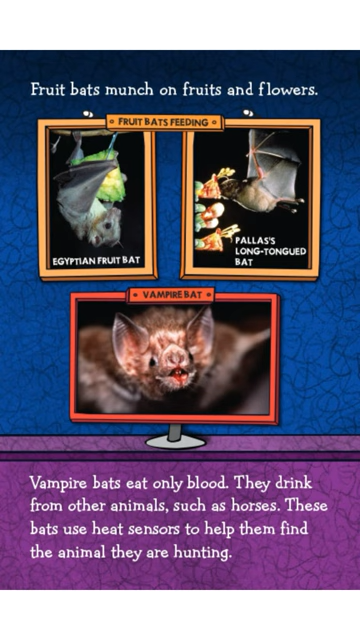 Fruit bats munch on fruits and flowers.
FRUIT BATS FEEDING
EGYPTIAN FRUIT BAT
PALLAS'S
LONG-TONGUED
BAT
VAMPIRE BAT
Vampire bats eat only blood. They drink
from other animals, such as horses. These
bats use heat sensors to help them find
the animal they are hunting.